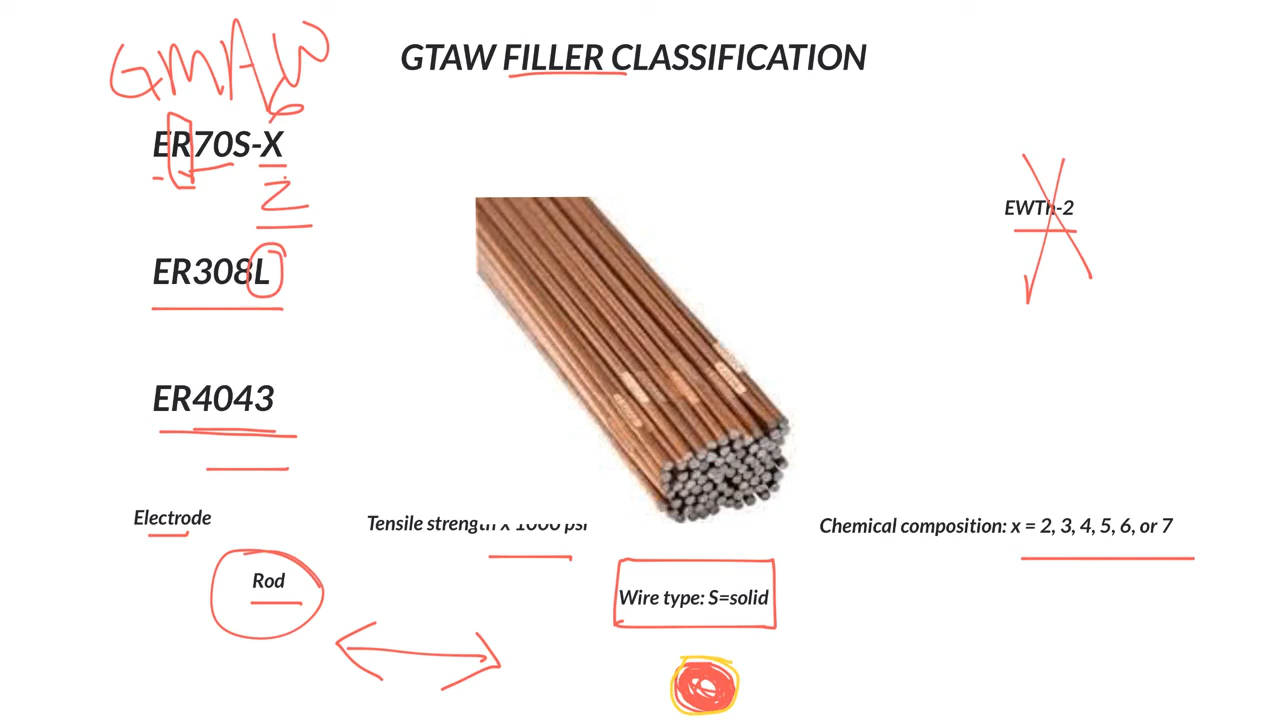 GTAW FILLER CLASSIFICATION
GMAW
6
ER70S-X
2
EWTh-2
ER308L
ER4043
Electrode
Tensile strength x 1000 psi
Chemical composition: x = 2, 3, 4, 5, 6, or 7
Rod
Wire type: S=solid